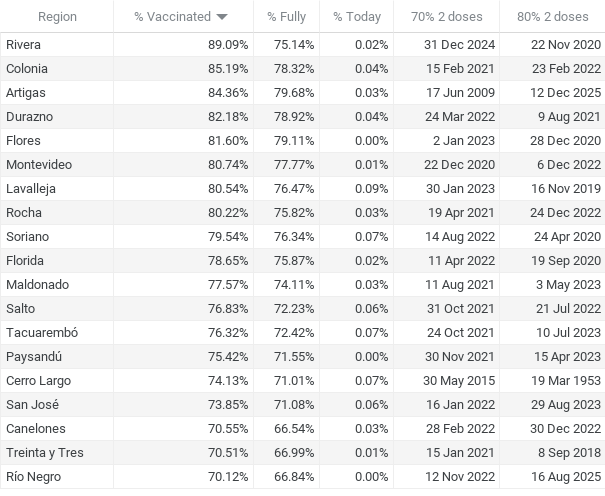 Region % Vaccinated % Fully % Today 70% 2 doses 80% 2 doses
Rivera 89.09% 75.14% 0.02% 31 Dec 2024 22 Nov 2020
Colonia 85.19% 78.32% 0.04% 15 Feb 2021 23 Feb 2022
Artigas 84.36% 79.68% 0.03% 17 Jun 2009 12 Dec 2025
Durazno 82.18% 78.92% 0.04% 24 Mar 2022 9 Aug 2021
Flores 81.60% 79.11% 0.00% 2 Jan 2023 28 Dec 2020
Montevideo 80.74% 77.77% 0.01% 22 Dec 2020 6 Dec 2022
Lavalleja 80.54% 76.47% 0.09% 30 Jan 2023 16 Nov 2019
Rocha 80.22% 75.82% 0.03% 19 Apr 2021 24 Dec 2022
Soriano 79.54% 76.34% 0.07% 14 Aug 2022 24 Apr 2020
Florida 78.65% 75.87% 0.02% 11 Apr 2022 19 Sep 2020
Maldonado 77.57% 74.11% 0.03% 11 Aug 2021 3 May 2023
Salto 76.83% 72.23% 0.06% 31 Oct 2021 21 Jul 2022
Tacuarembó 76.32% 72.42% 0.07% 24 Oct 2021 10 Jul 2023
Paysandú 75.42% 71.55% 0.00% 30 Nov 2021 15 Apr 2023
Cerro Largo 74.13% 71.01% 0.07% 30 May 2015 19 Mar 1953
San José 73.85% 71.08% 0.06% 16 Jan 2022 29 Aug 2023
Canelones 70.55% 66.54% 0.03% 28 Feb 2022 30 Dec 2022
Treinta y Tres 70.51% 66.99% 0.01% 15 Jan 2021 8 Sep 2018
Río Negro 70.12% 66.84% 0.00% 12 Nov 2022 16 Aug 2025